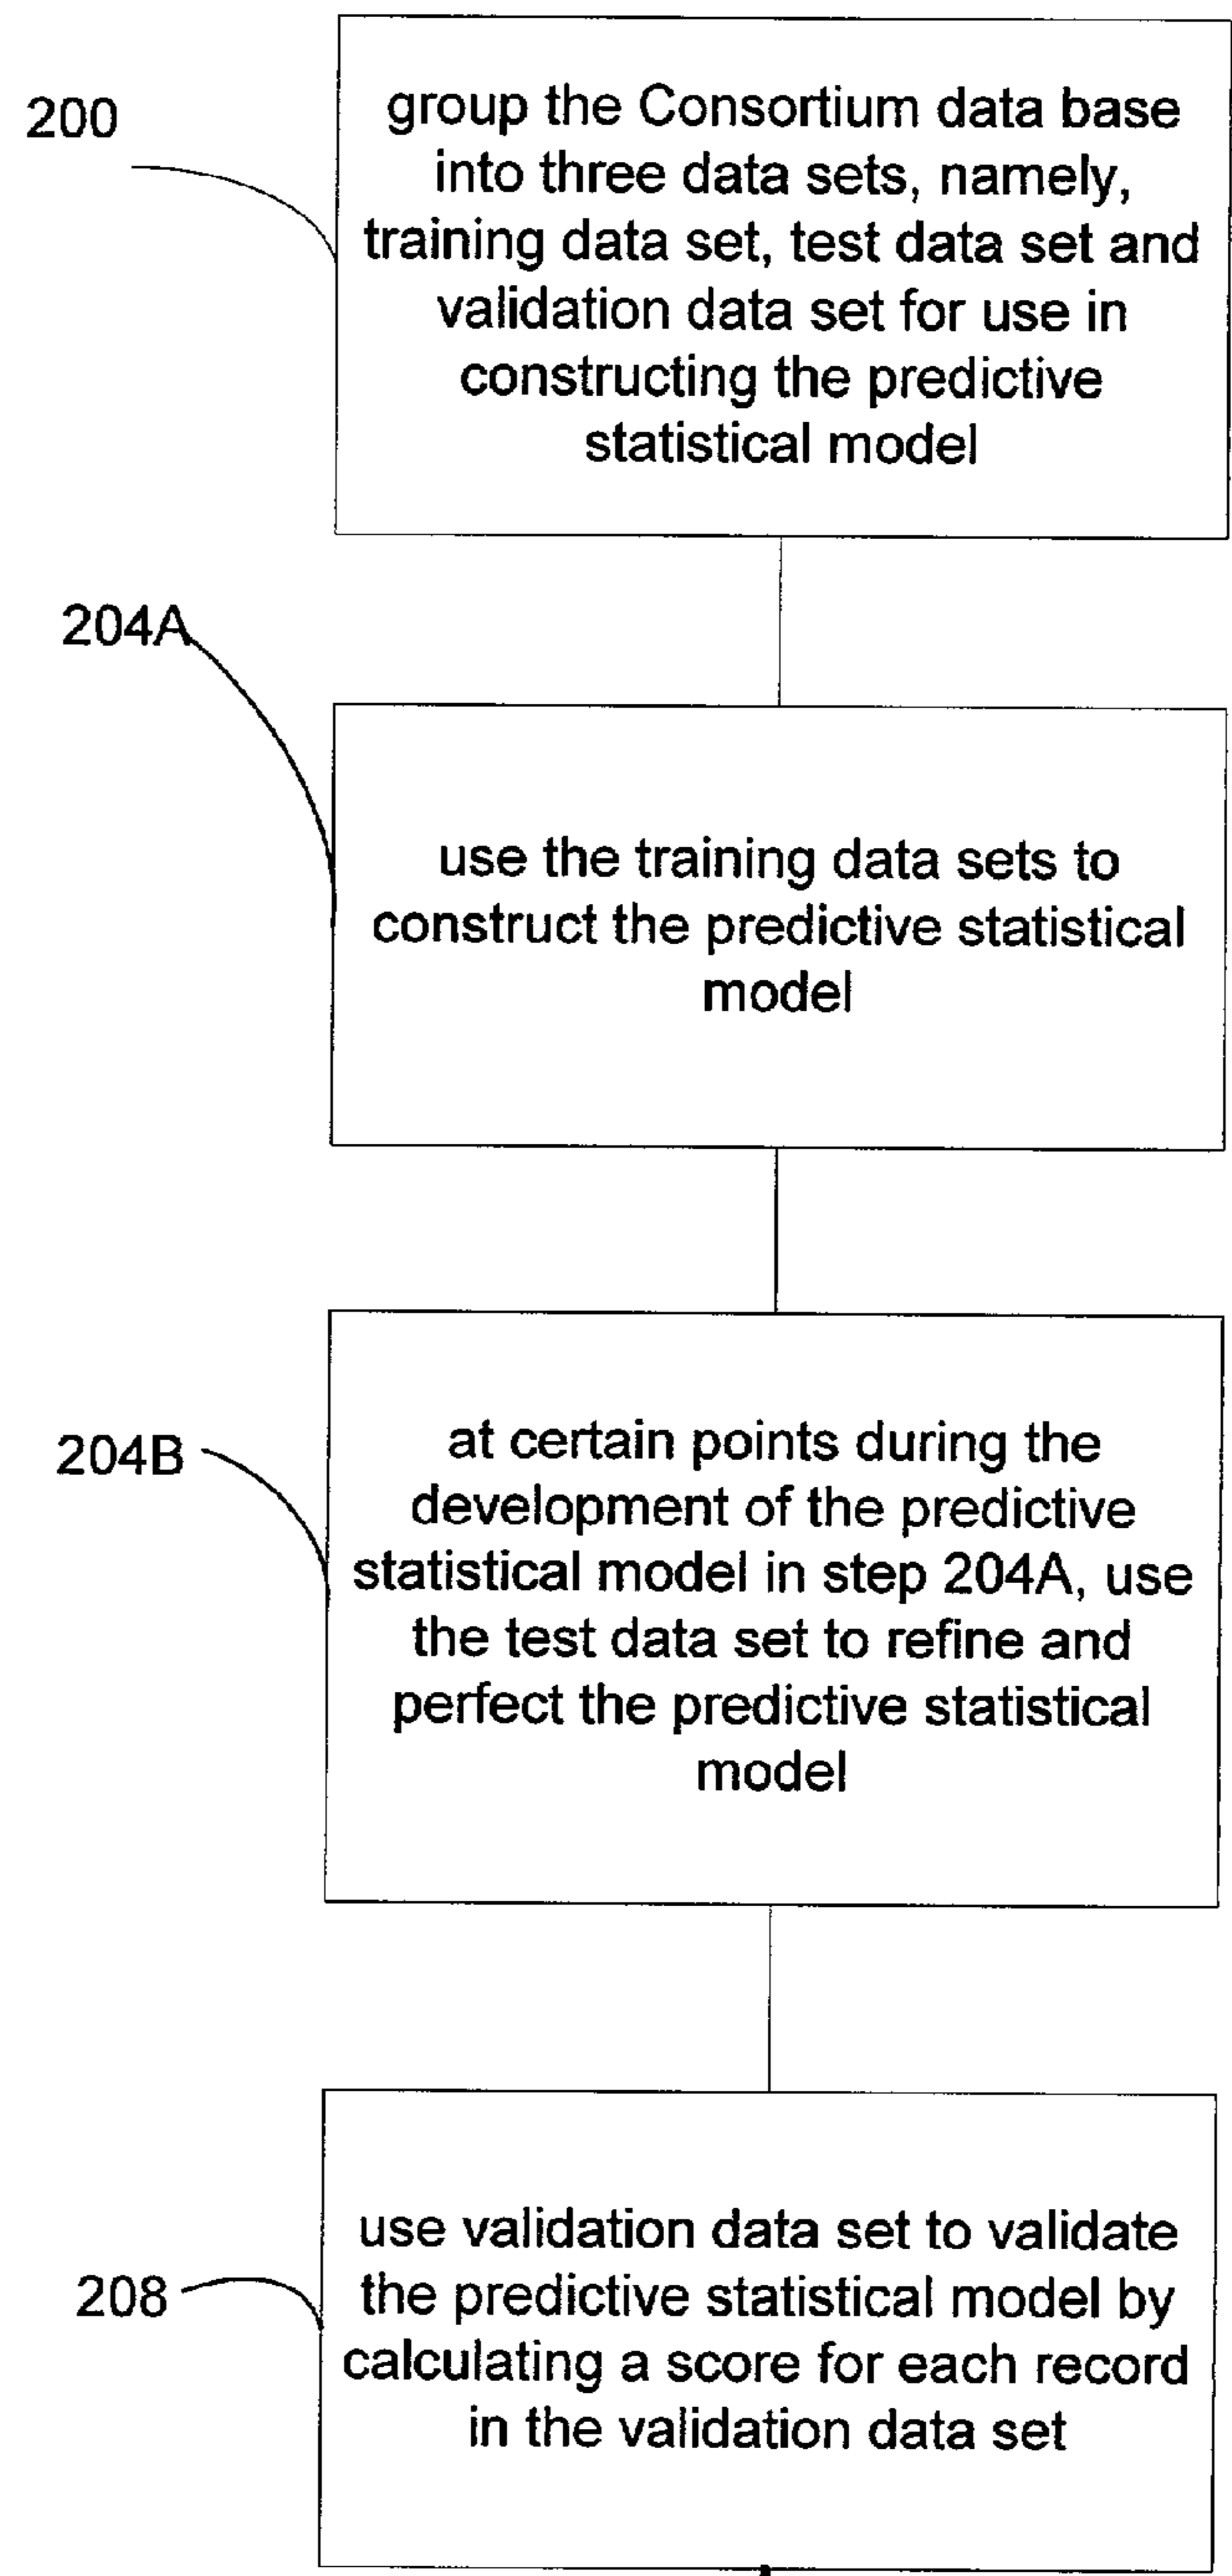 200
group the Consortium data base
into three data sets, namely,
training data set, test data set and
validation data set for use in
constructing the predictive
statistical model
204A
use the training data sets to
construct the predictive statistical
model
204B
at certain points during the
development of the predictive
statistical model in step 204A, use
the test data set to refine and
perfect the predictive statistical
model
208
use validation data set to validate
the predictive statistical model by
calculating a score for each record
in the validation data set